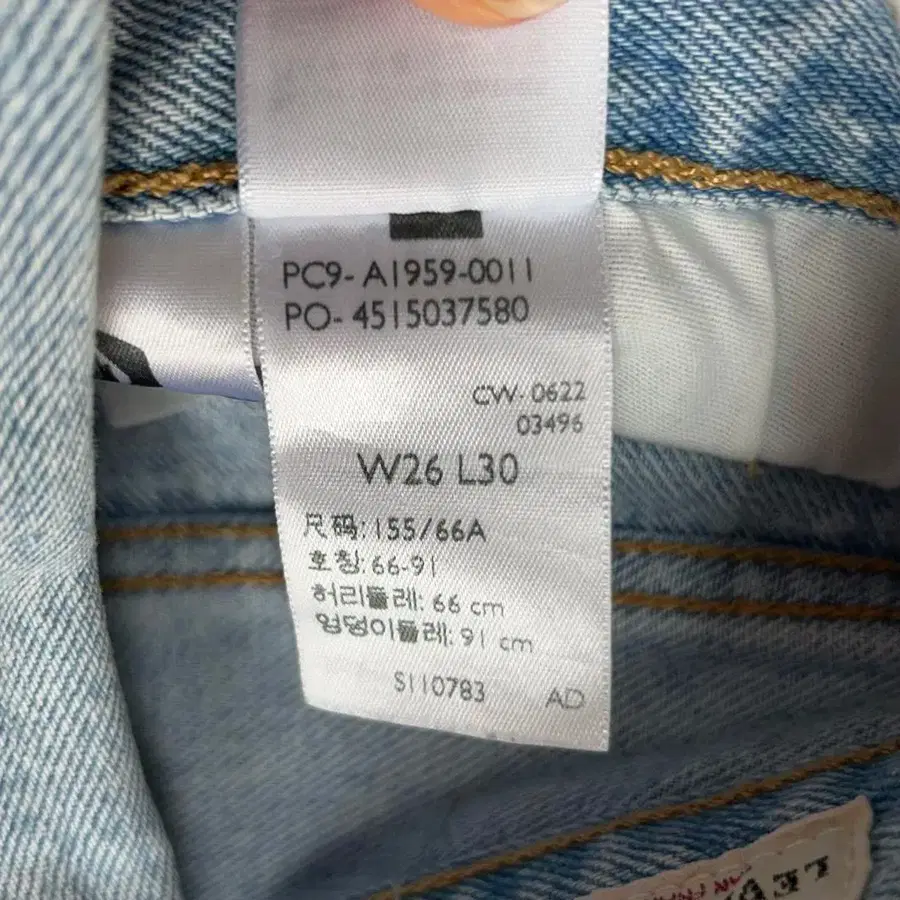 PC9- A1959-0011
PO- 4515037580
CW- 0622
03496
W26 L30
尺码: 155/66A
호칭: 66-91
허리둘레: 66 cm
엉덩이둘레: 91 cm
S110783 AD